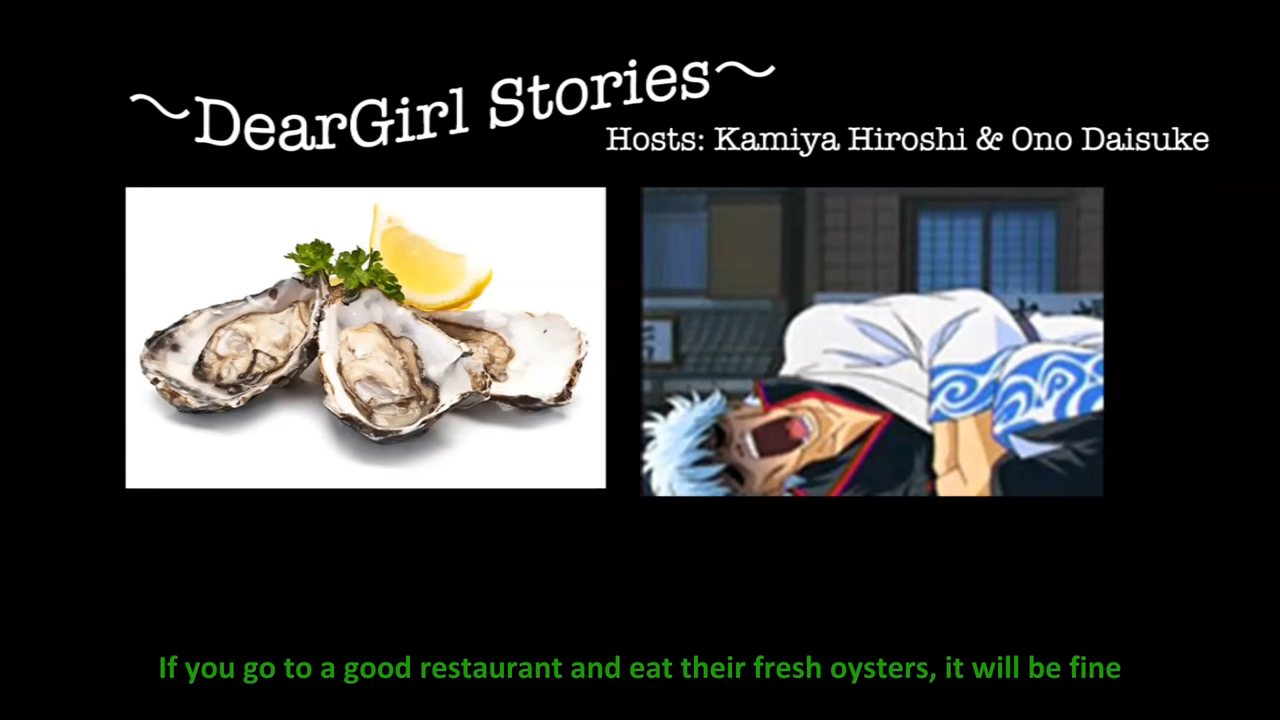 ~DearGirl Stories~
Hosts: Kamiya Hiroshi & Ono Daisuke
If you go to a good restaurant and eat their fresh oysters, it will be fine